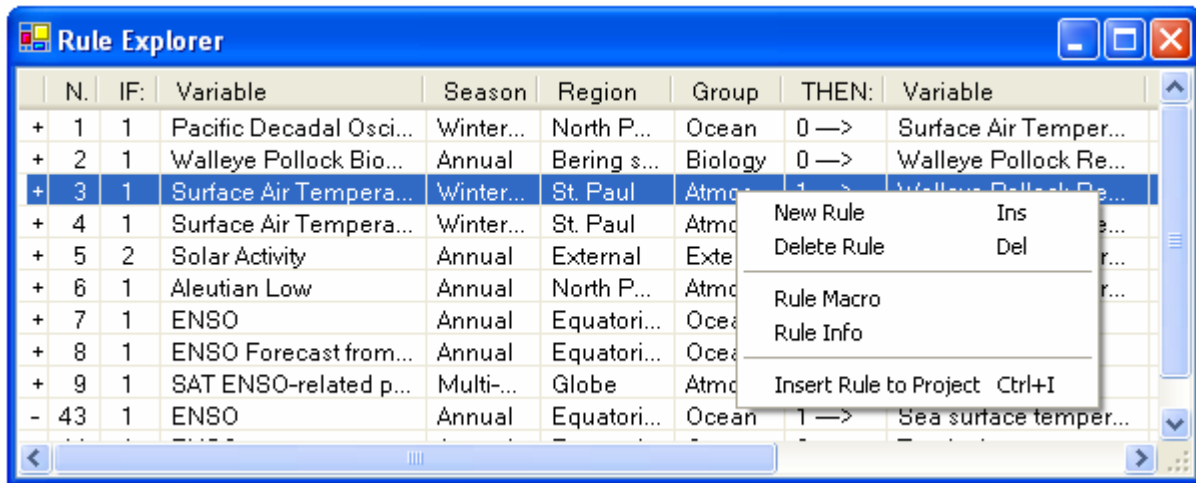 Rule Explorer
N. IF: Variable Season Region Group THEN: Variable
+ 1 1 Pacific Decadal Osci... Winter... North P... Ocean 0 —> Surface Air Temper...
+ 2 1 Walleye Pollock Bio... Annual Bering s... Biology 0 —> Walleye Pollock Re...
+ 3 1 Surface Air Tempera... Winter... St. Paul
+ 4 1 Surface Air Tempera... Winter... St. Paul
+ 5 2 Solar Activity Annual External
+ 6 1 Aleutian Low Annual North P...
+ 7 1 ENSO Annual Equatori...
+ 8 1 ENSO Forecast from... Annual Equatori...
+ 9 1 SAT ENSO-related p... Multi-... Globe
- 43 1 ENSO Annual Equatori... Ocean 1 —> Sea surface temper...
New Rule Ins
Delete Rule Del
Rule Macro
Rule Info
Insert Rule to Project Ctrl+I